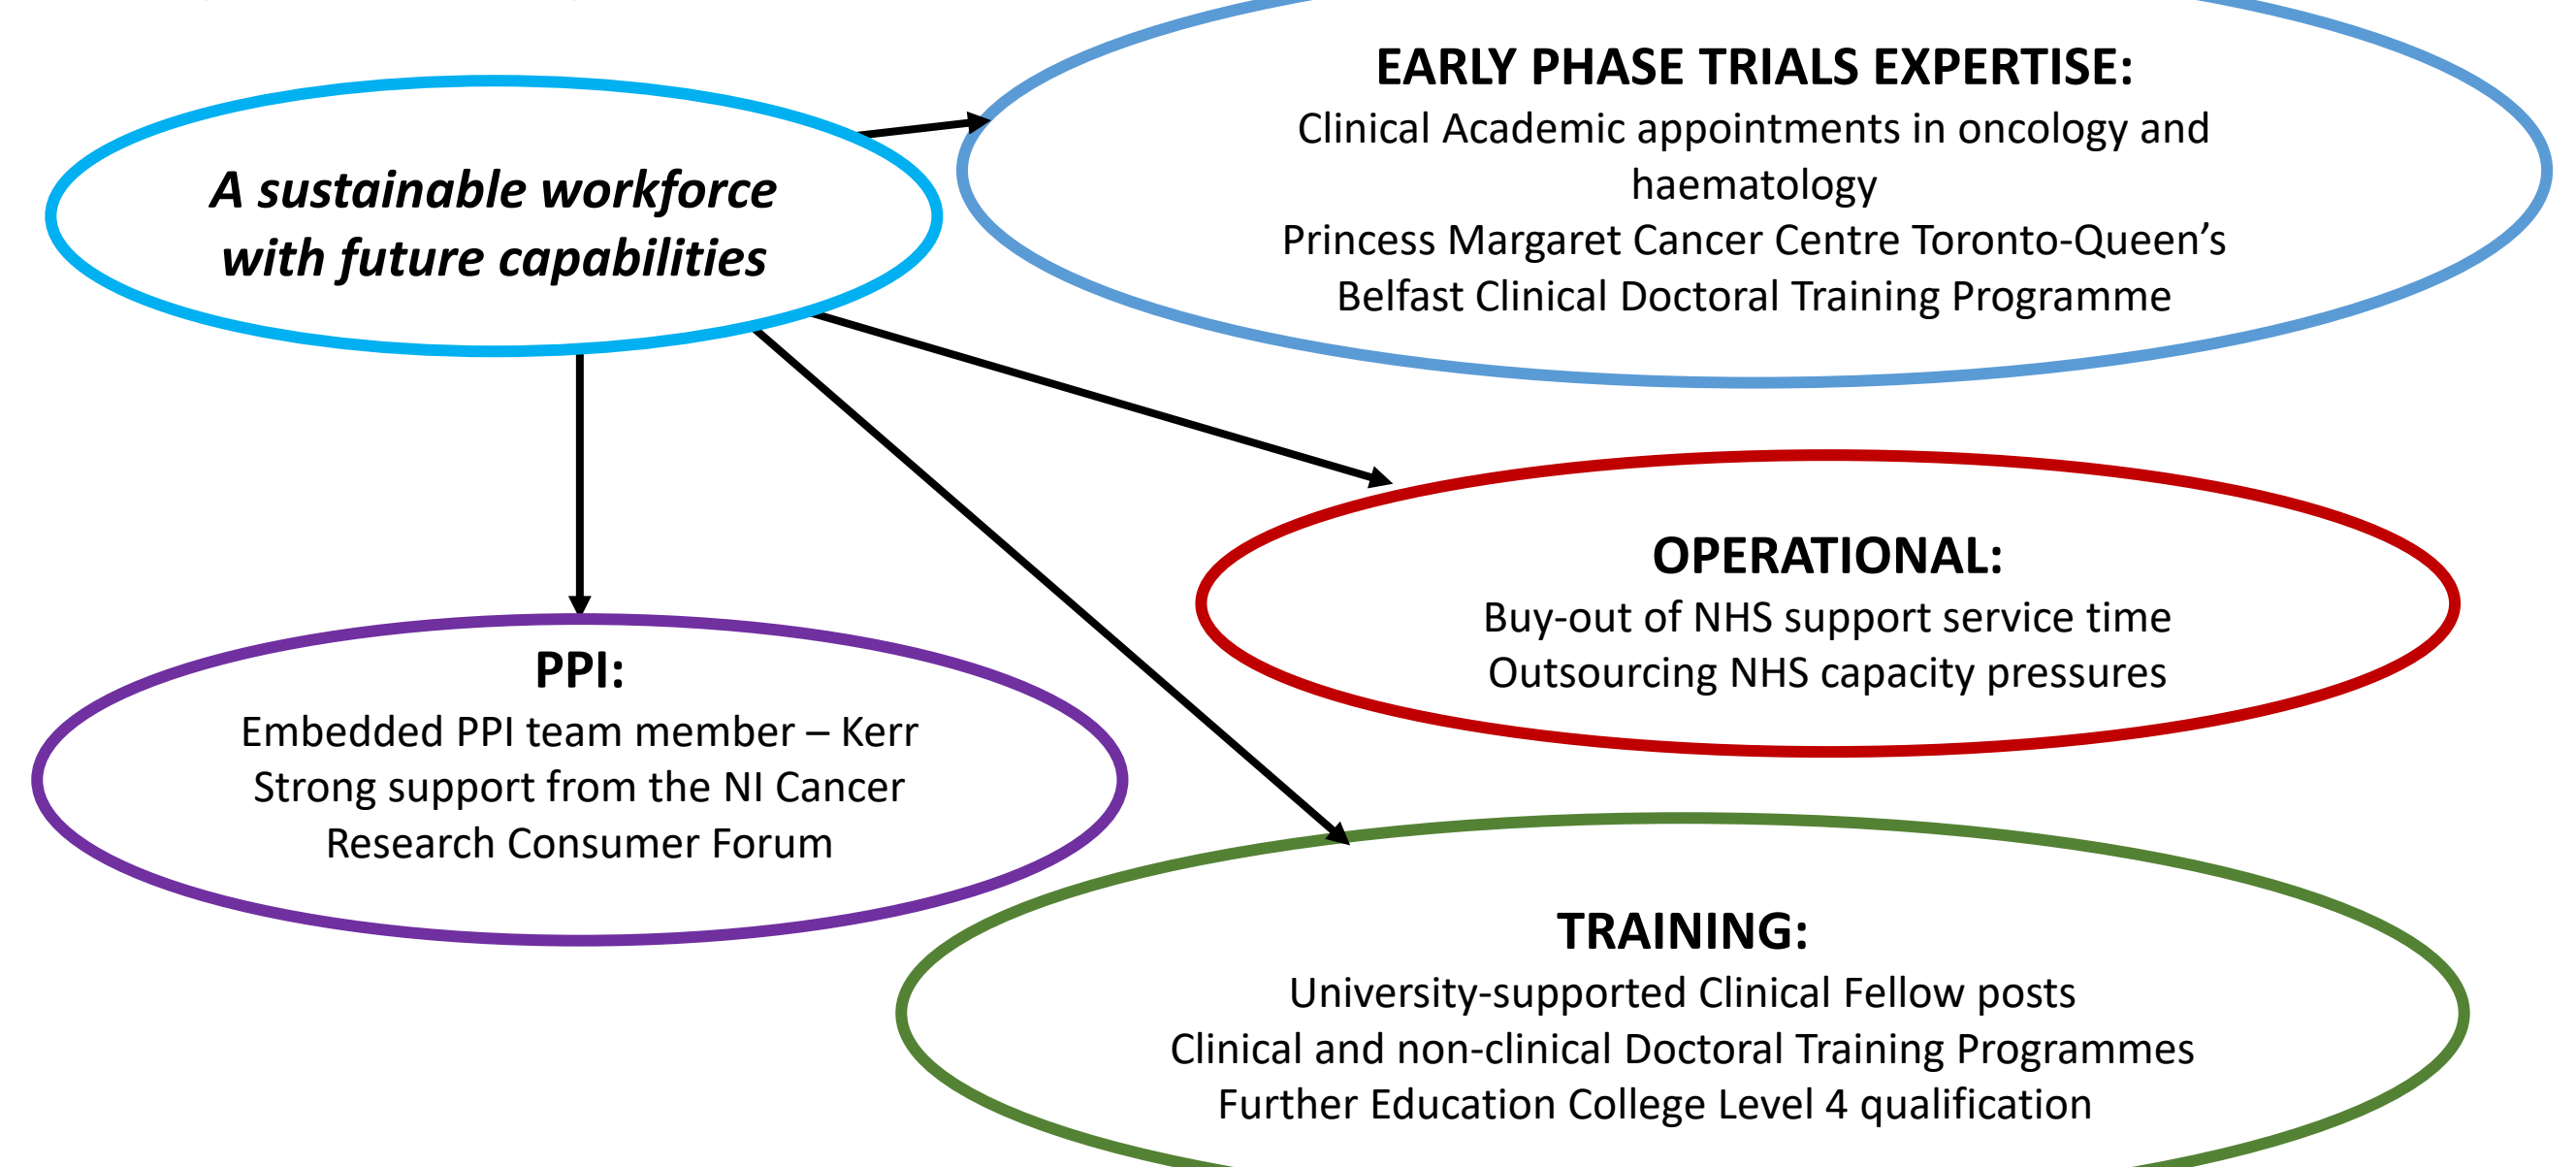 A sustainable workforce
with future capabilities
EARLY PHASE TRIALS EXPERTISE:
Clinical Academic appointments in oncology and
haematology
Princess Margaret Cancer Centre Toronto-Queen’s
Belfast Clinical Doctoral Training Programme
OPERATIONAL:
Buy-out of NHS support service time
Outsourcing NHS capacity pressures
PPI:
Embedded PPI team member – Kerr
Strong support from the NI Cancer
Research Consumer Forum
TRAINING:
University-supported Clinical Fellow posts
Clinical and non-clinical Doctoral Training Programmes
Further Education College Level 4 qualification